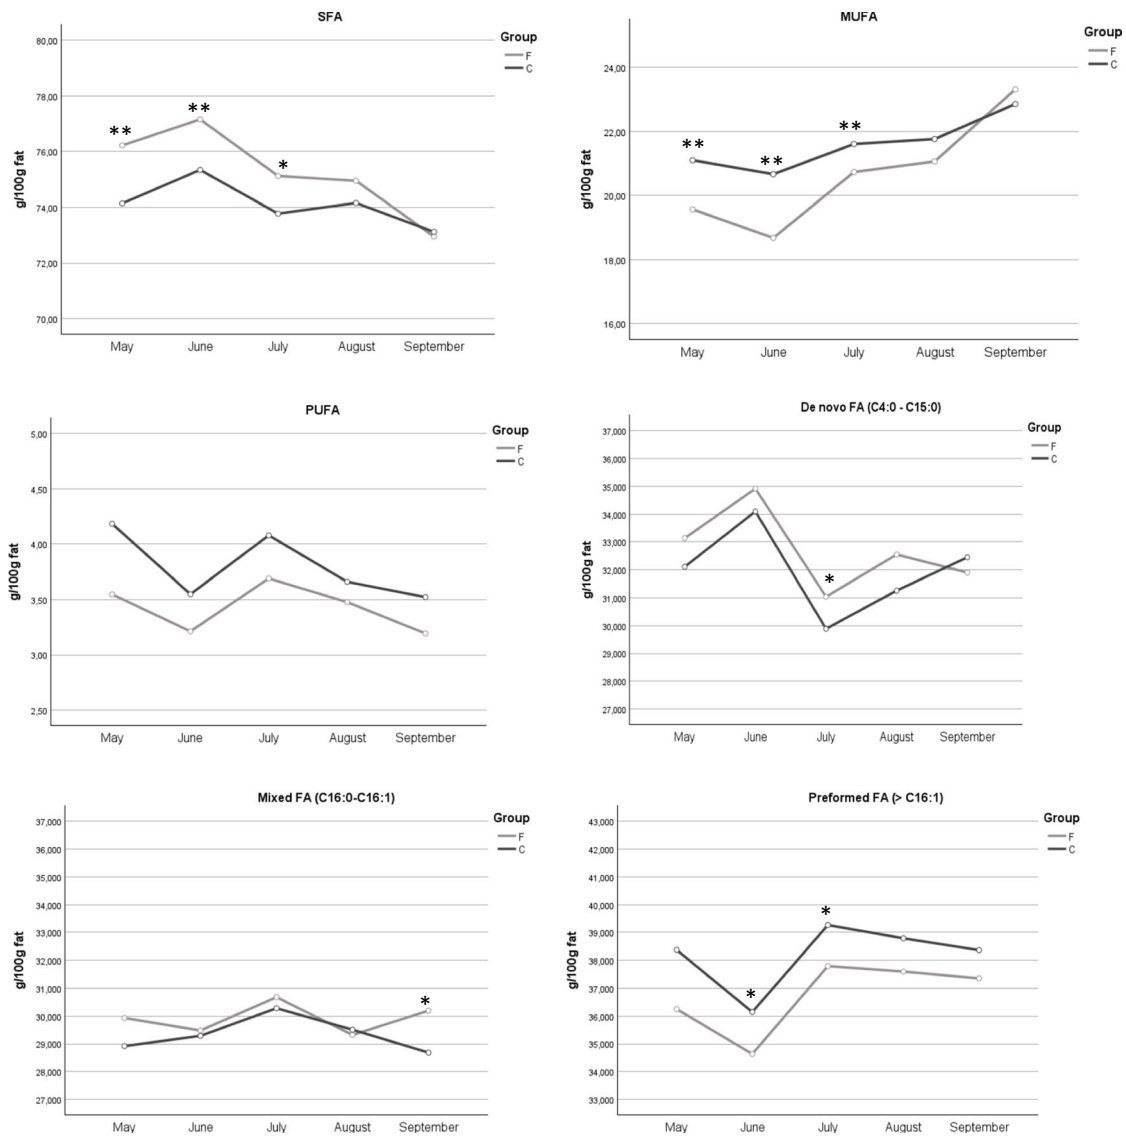 SFA
Group
F
C
80,00
78,00
76,00
74,00
72,00
70,00
g/100g fat
**
**
*
May June July August September
MUFA
Group
F
C
24,00
22,00
20,00
18,00
16,00
g/100g fat
**
**
**
May June July August September
PUFA
Group
F
C
5,00
4,50
4,00
3,50
3,00
2,50
g/100g fat
May June July August September
De novo FA (C4:0 - C15:0)
Group
F
C
37,000
36,000
35,000
34,000
33,000
32,000
31,000
30,000
29,000
28,000
27,000
g/100g fat
*
May June July August September
Mixed FA (C16:0-C16:1)
Group
F
C
37,000
36,000
35,000
34,000
33,000
32,000
31,000
30,000
29,000
28,000
27,000
g/100g fat
*
May June July August September
Preformed FA (> C16:1)
Group
F
C
43,000
42,000
41,000
40,000
39,000
38,000
37,000
36,000
35,000
34,000
33,000
g/100g fat
*
*
May June July August September